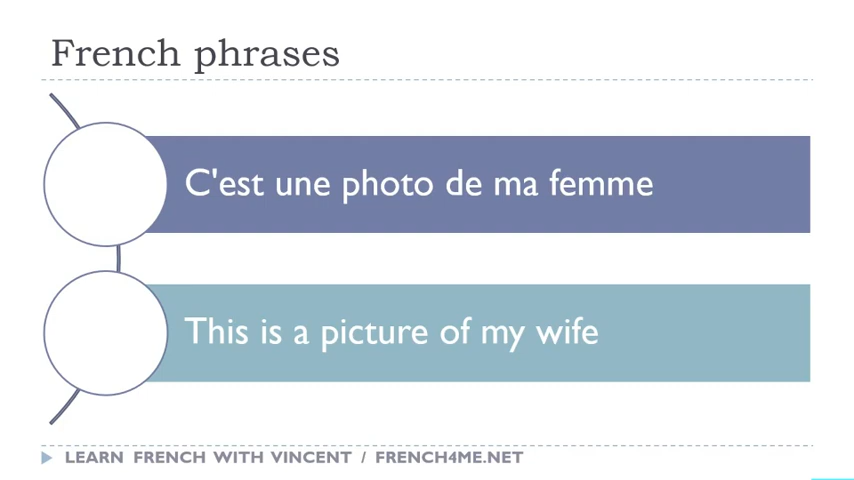 French phrases
C'est une photo de ma femme
This is a picture of my wife
LEARN FRENCH WITH VINCENT / FRENCH4ME.NET